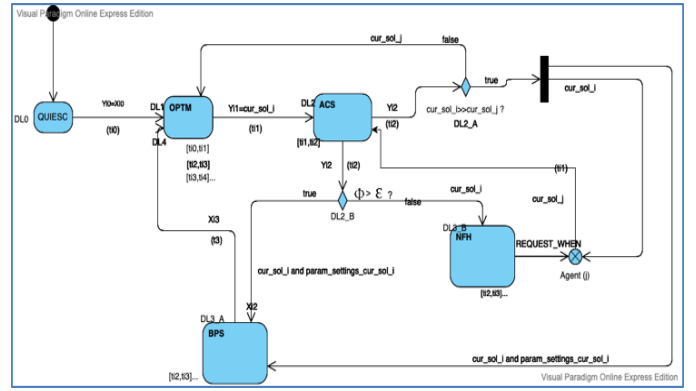 Visual Paradigm Online Express Edition
cur_sol_j
false
true
cur_sol_i
DL0
QUIESC
Yi0=Xi0
(ti0)
DL1
OPTM
DL4
[ti0,ti1]
[ti2,ti3]
[ti3,ti4]...
Yi1=cur_sol_i
(ti1)
DL2
ACS
[ti1,ti2]
Yi2
(ti2)
cur_sol_i>>cur_sol_j ?
DL2_A
Yi2
(ti2)
true
Φ> ε ?
false
DL2_B
cur_sol_i
(ti1)
cur_sol_j
DL3_B
NFH
REQUEST_WHEN
Agent (j)
[ti2,ti3]...
Xi3
(t3)
cur_sol_i and param_settings_cur_sol_i
Xi2
DL3_A
BPS
[ti2,ti3]...
cur_sol_i and param_settings_cur_sol_i
Visual Paradigm Online Express Edition